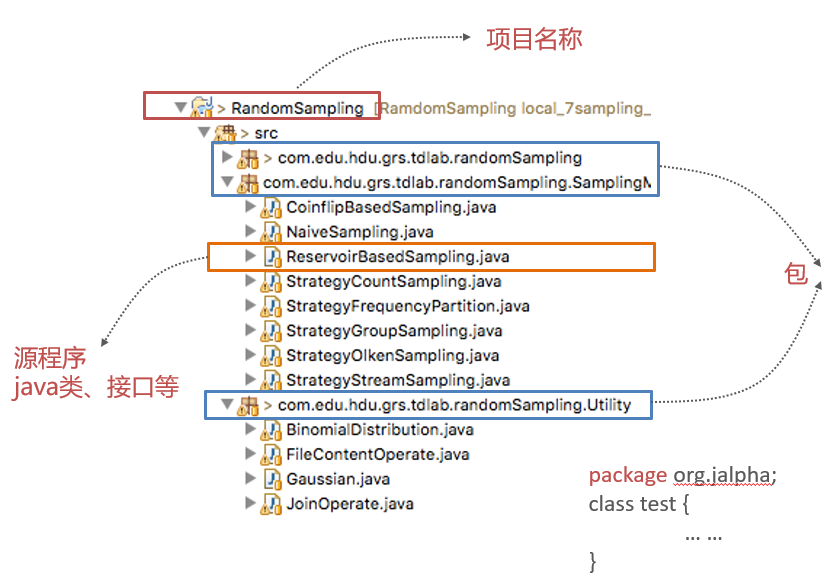 项目名称
> RandomSampling [RamdomSampling local_7sampling_
> src
> com.edu.hdu.grs.tdlab.randomSampling
com.edu.hdu.grs.tdlab.randomSampling.SamplingM
CoinflipBasedSampling.java
NaiveSampling.java
ReservoirBasedSampling.java
StrategyCountSampling.java
StrategyFrequencyPartition.java
StrategyGroupSampling.java
StrategyOlkenSampling.java
StrategyStreamSampling.java
> com.edu.hdu.grs.tdlab.randomSampling.Utility
BinomialDistribution.java
FileContentOperate.java
Gaussian.java
JoinOperate.java
包
源程序
java类、接口等
package org.jalpha;
class test {
... ...
}